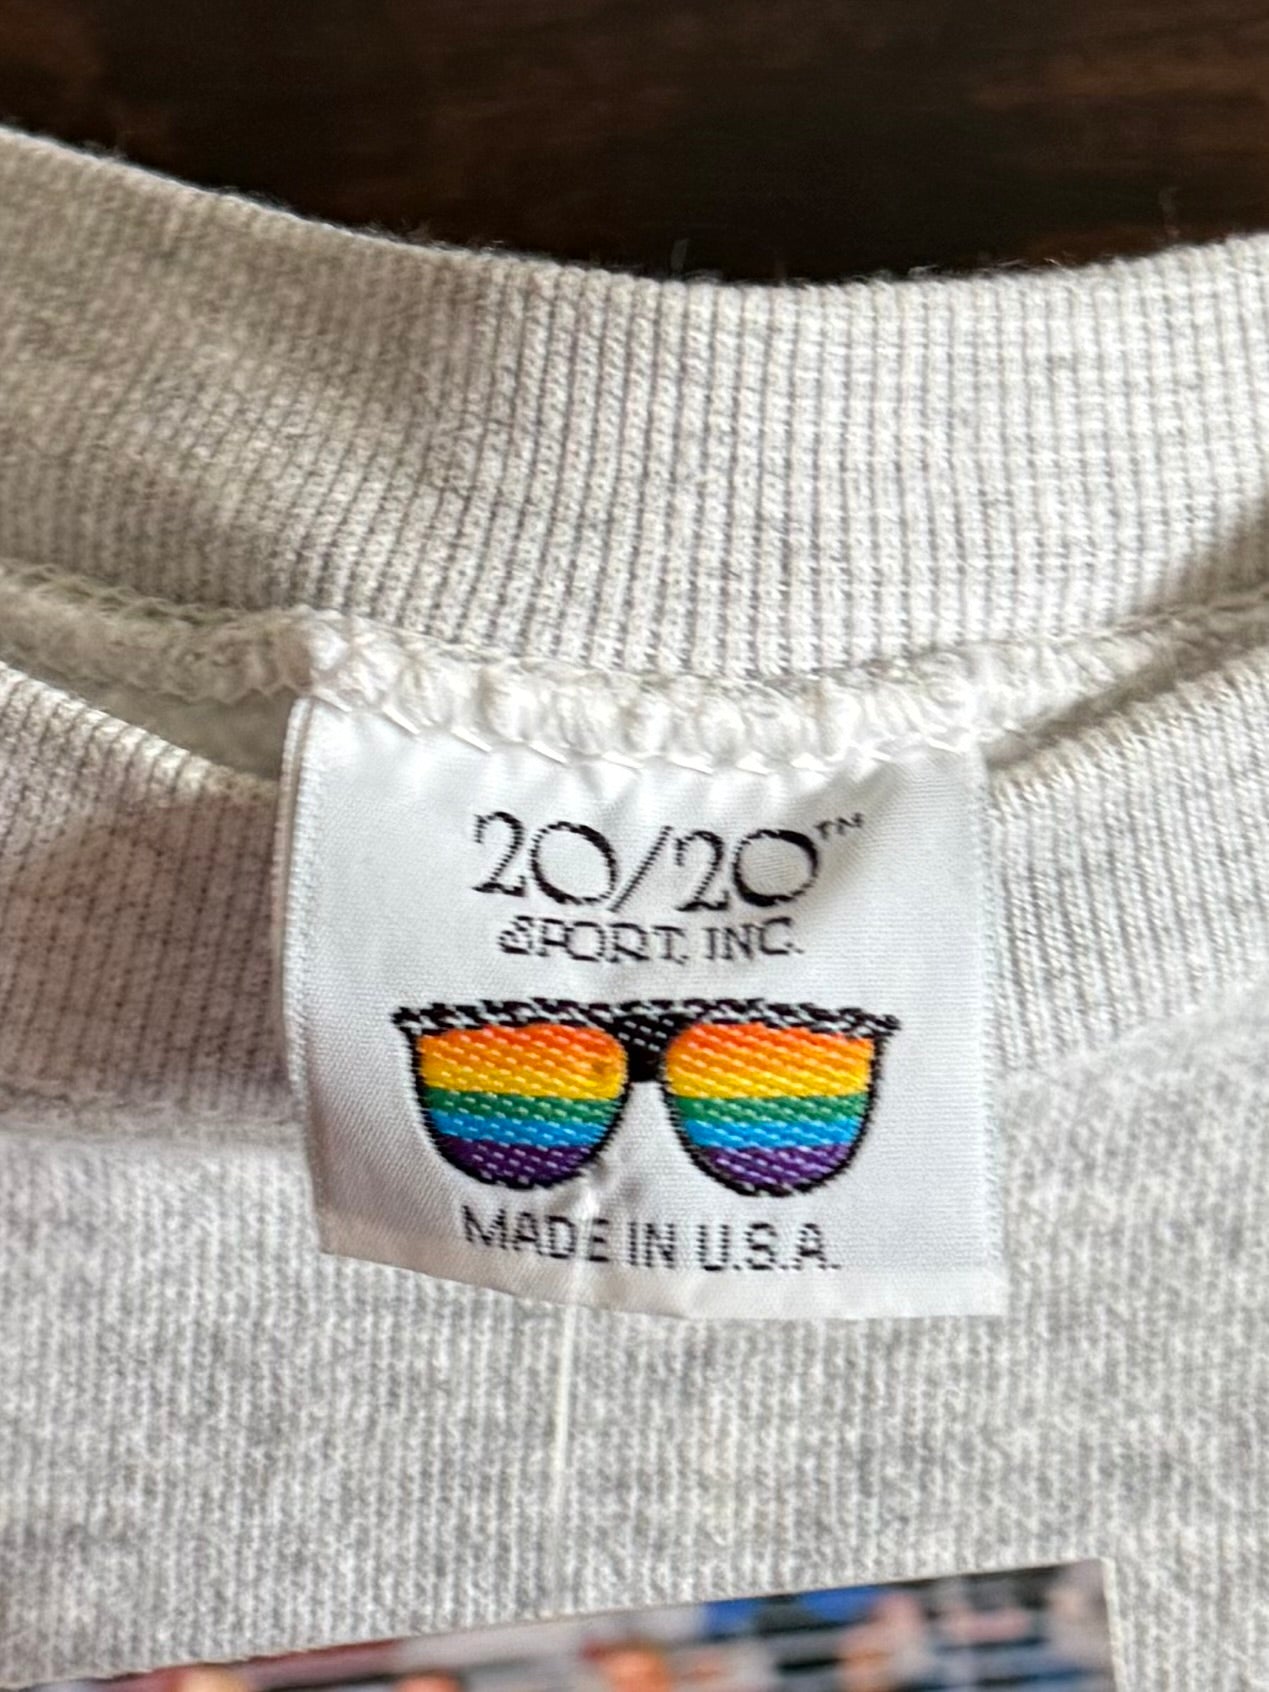 20/20™
SPORT, INC.
MADE IN U.S.A.